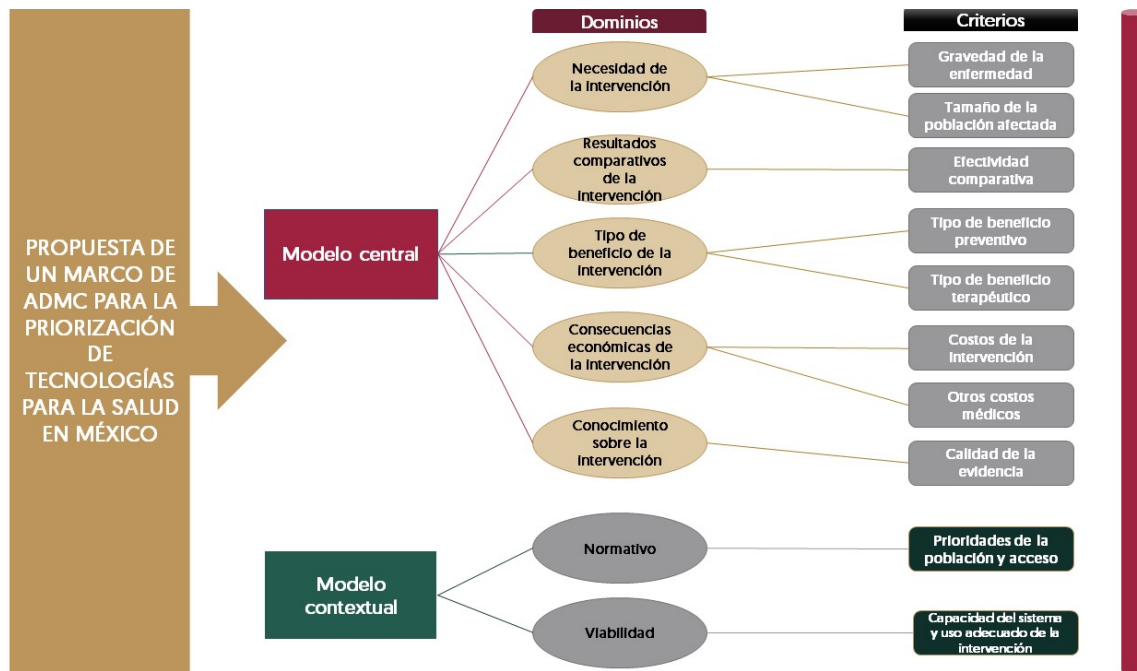 Dominios
Criterios
PROPUESTA DE
UN MARCO DE
ADMC PARA LA
PRIORIZACIÓN
DE
TECNOLOGÍAS
PARA LA SALUD
EN MÉXICO
Modelo central
Necesidad de
la intervención
Gravedad de la
enfermedad
Tamaño de la
población afectada
Resultados
comparativos
de la
intervención
Efectividad
comparativa
Tipo de
beneficio de la
intervención
Tipo de beneficio
preventivo
Tipo de beneficio
terapéutico
Consecuencias
económicas de
la intervención
Costos de la
intervención
Otros costos
médicos
Conocimiento
sobre la
intervención
Calidad de la
evidencia
Modelo
contextual
Normativo
Prioridades de la
población y acceso
Viabilidad
Capacidad del sistema
y uso adecuado de la
intervención